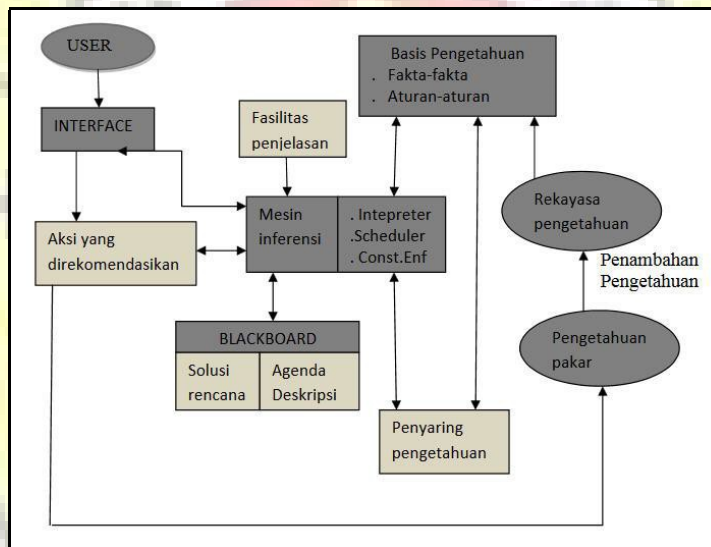 USER
INTERFACE
Basis Pengetahuan
. Fakta-fakta
. Aturan-aturan
Fasilitas
penjelasan
Mesin
inferensi
. Intepreter
.Scheduler
. Const.Enf
Aksi yang
direkomendasikan
Rekayasa
pengetahuan
Penambahan
Pengetahuan
BLACKBOARD
Solusi
rencana
Agenda
Deskripsi
Pengetahuan
pakar
Penyaring
pengetahuan